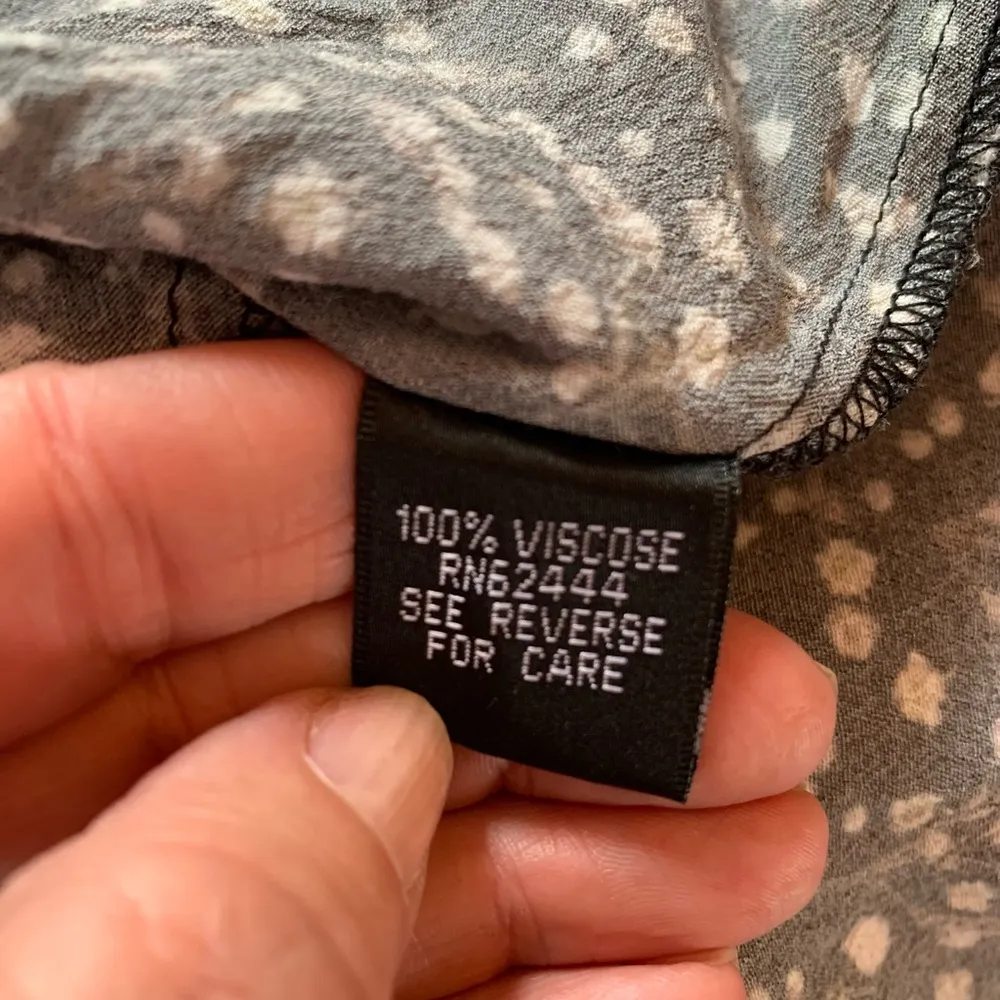 100% VISCOSE
RN62444
SEE REVERSE
FOR CARE